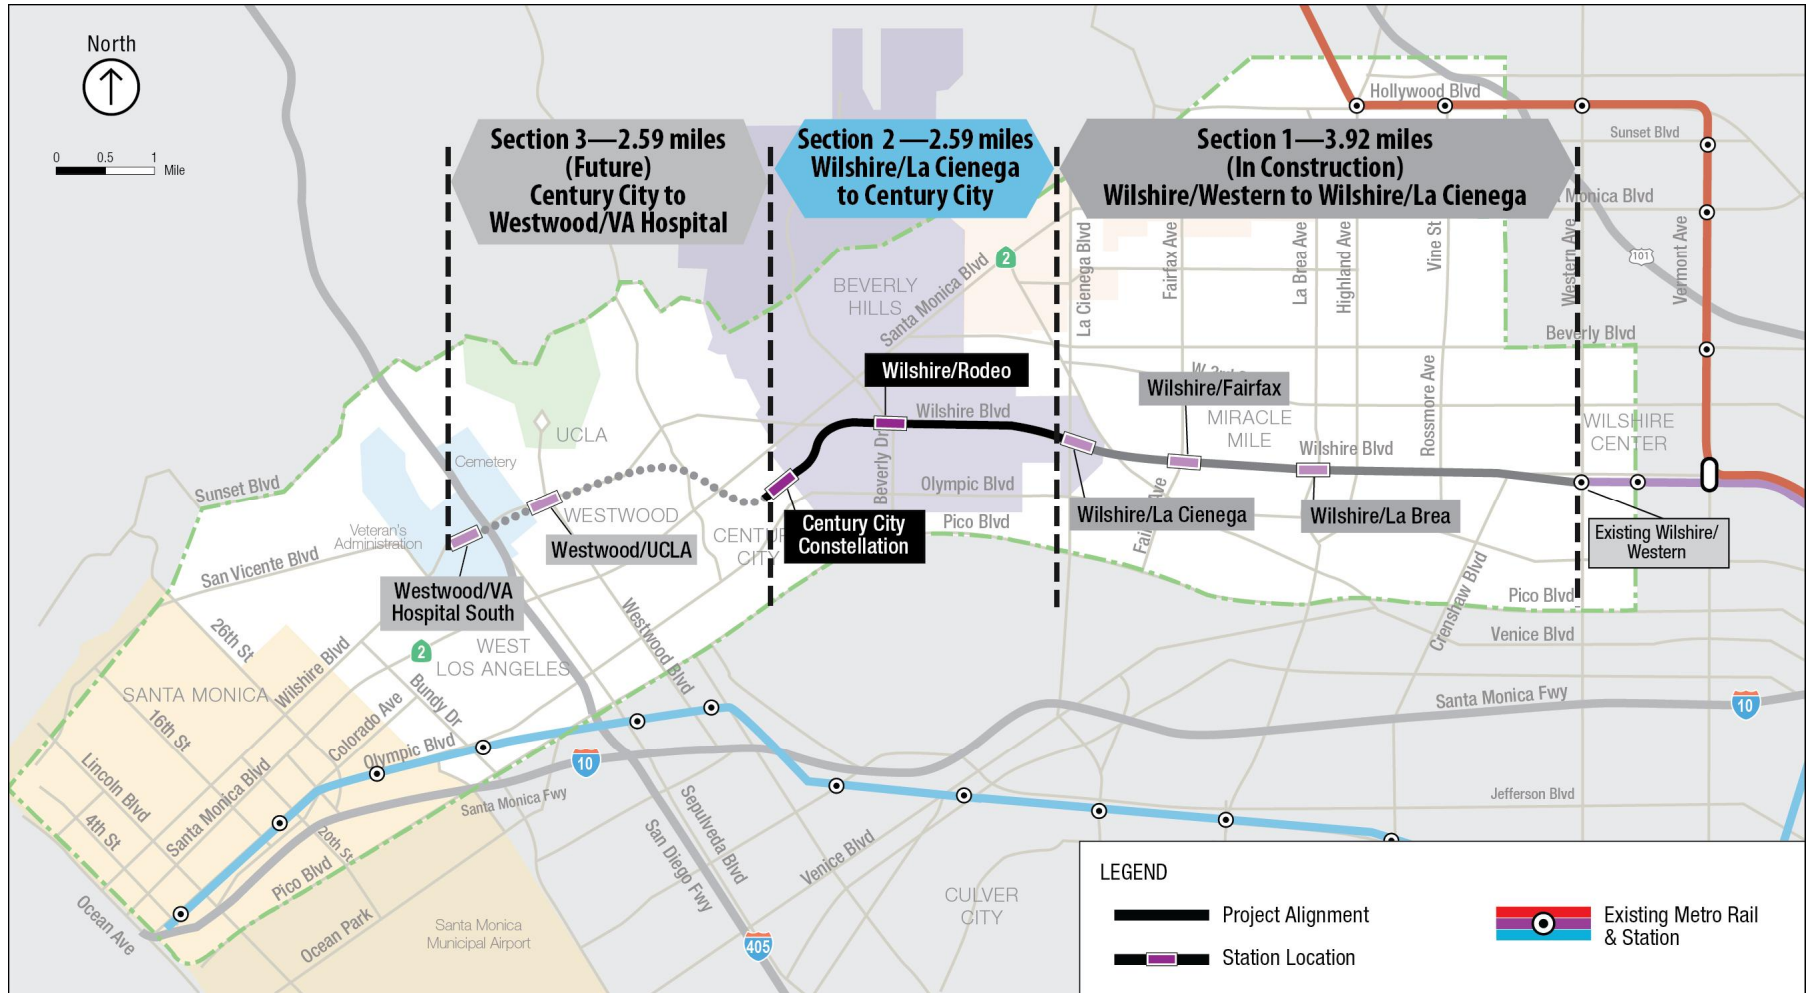 North
0 0.5 1
Mile
Section 3—2.59 miles
(Future)
Century City to
Westwood/VA Hospital
Section 2—2.59 miles
Wilshire/La Cienega
to Century City
Section 1—3.92 miles
(In Construction)
Wilshire/Western to Wilshire/La Cienega
Hollywood Blvd
Sunset Blvd
Monica Blvd
101
Western Ave
Vermont Ave
Vine St
Highland Ave
La Brea Ave
Fairfax Ave
La Cienega Blvd
2
Santa Monica Blvd
BEVERLY
HILLS
Beverly Blvd
Rossmore Ave
Wilshire/Rodeo
Wilshire/Fairfax
Wilshire Blvd
MIRACLE
MILE
Wilshire Blvd
WILSHIRE
CENTER
UCLA
Cemetery
Beverly Dr
Olympic Blvd
Sunset Blvd
Veteran's
Administration
WESTWOOD
Pico Blvd
Century City
Constellation
Wilshire/La Cienega
Wilshire/La Brea
Existing Wilshire/
Western
Westwood/UCLA
CITY
San Vicente Blvd
Westwood/VA
Hospital South
Pico Blvd
Crenshaw Blvd
Venice Blvd
26th St
2
WEST
LOS ANGELES
Westwood Blvd
SANTA MONICA
Wilshire Blvd
Bundy Dr
16th St
Colorado Ave
Olympic Blvd
Santa Monica Fwy
10
10
Lincoln Blvd
Santa Monica Blvd
Santa Monica Fwy
Jefferson Blvd
4th St
20th St
Pico Blvd
Sepulveda Blvd
San Diego Fwy
Venice Blvd
Ocean Ave
Ocean Park
Santa Monica
Municipal Airport
405
CULVER
CITY
LEGEND
Project Alignment
Station Location
Existing Metro Rail
& Station